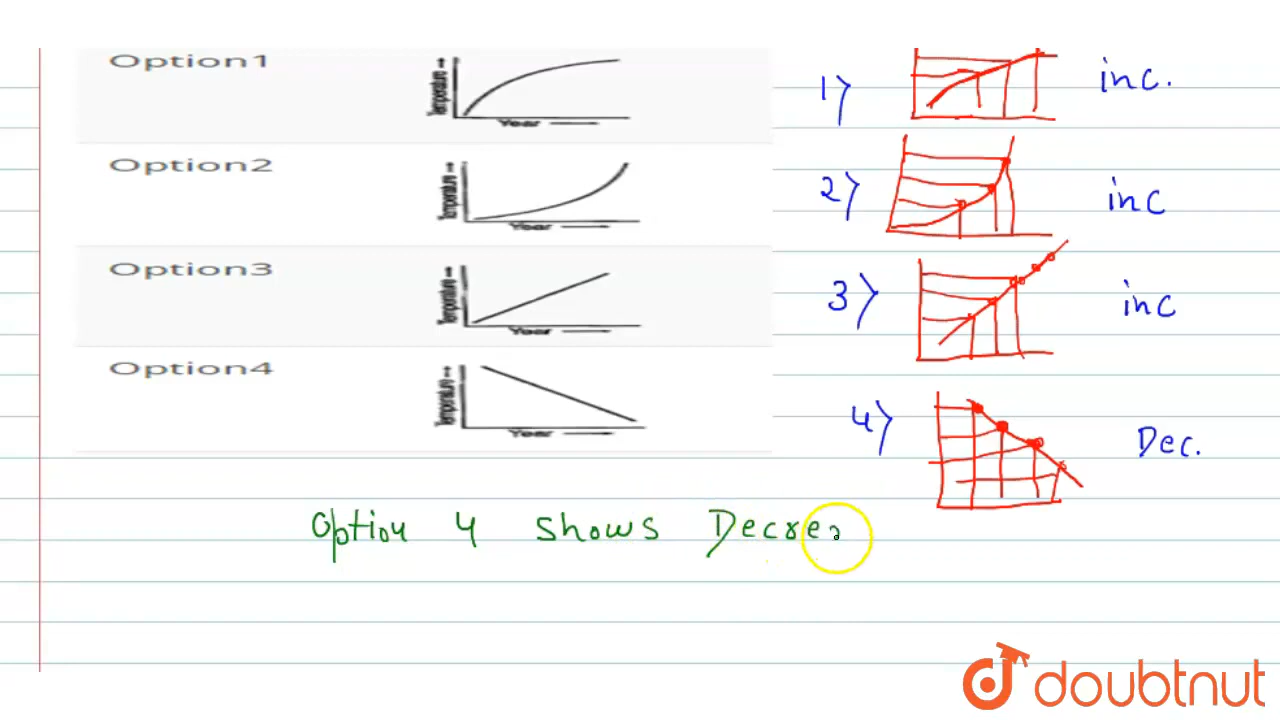 Option1
Temperature →
Year →
1) inc.
Option2
Temperature →
Year →
2) inc
Option3
Temperature →
Year →
3) inc
Option4
Temperature →
Year →
4) Dec.
Option 4 shows Decrea
doubtnut